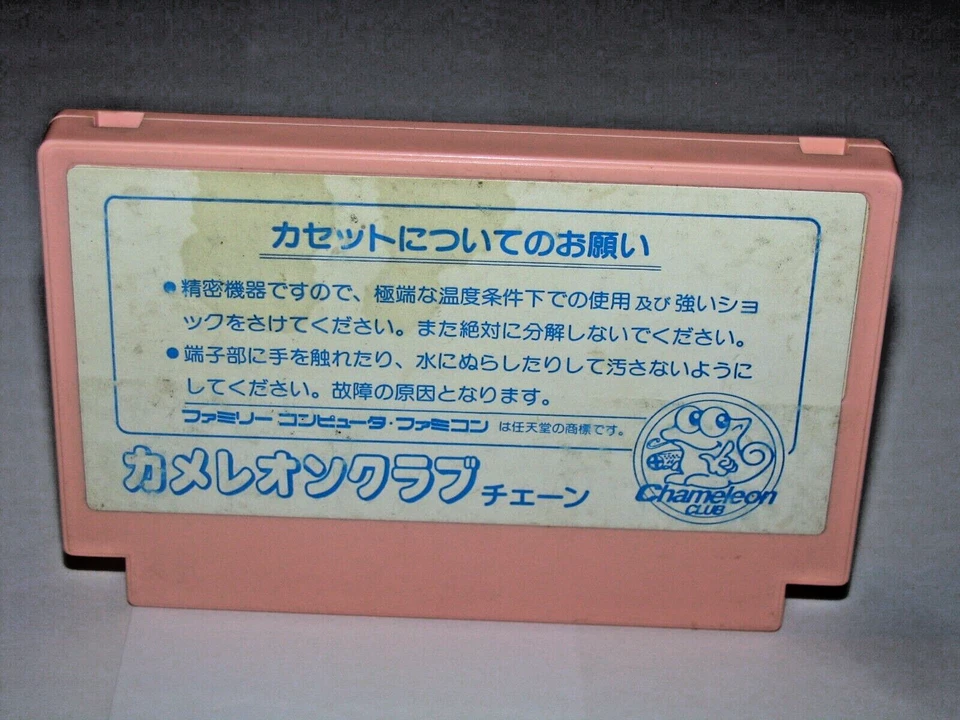 カセットについてのお願い
●精密機器ですので、極端な温度条件下での使用及び強いショ
ックをさけてください。また絶対に分解しないでください。
●端子部に手を触れたり、水にぬらしたりして汚さないように
してください。故障の原因となります。
ファミリーコンピュータ・ファミコン は任天堂の商標です。
カメレオンクラブ チェーン
Chameleon
CLUB